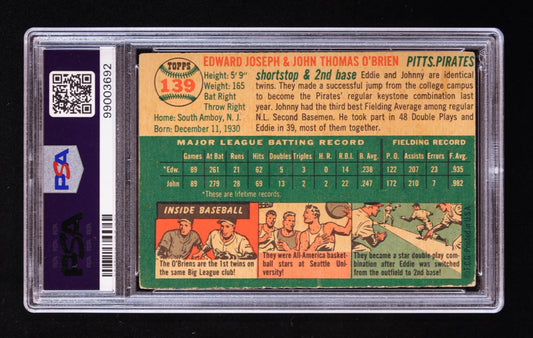 99003692
PSA
PSA
TOPPS
139
EDWARD JOSEPH & JOHN THOMAS O'BRIEN PITTS. PIRATES
Height: 5' 9" shortstop & 2nd base Eddie and Johnny are identical
Weight: 165 twins. They made a successful jump from the college campus
Bat Right to become the Pirates' regular keystone combination last
Throw Right year. Johnny had the third best Fielding Average among regular
Home: South Amboy, N. J. N.L. Second Basemen. He took part in 48 Double Plays and
Born: December 11, 1930 Eddie in 39, most of them together.
MAJOR LEAGUE BATTING RECORD FIELDING RECORD
Games At Bat Runs Hits Doubles Triples H. R. R.B.I. B. Avg. P. O. Assists Errors F. Avg.
*Edw. 89 261 21 62 5 3 0 14 .238 122 207 23 .935
John 89 279 28 69 13 2 2 22 .247 172 210 7 .982
*These are lifetime records.
INSIDE BASEBALL
The O'Briens are the 1st twins on
the same Big League club!
They were All-America basket-
ball stars at Seattle Uni-
versity!
They became a star double play com-
bination when Eddie was switched
from the outfield to 2nd base!